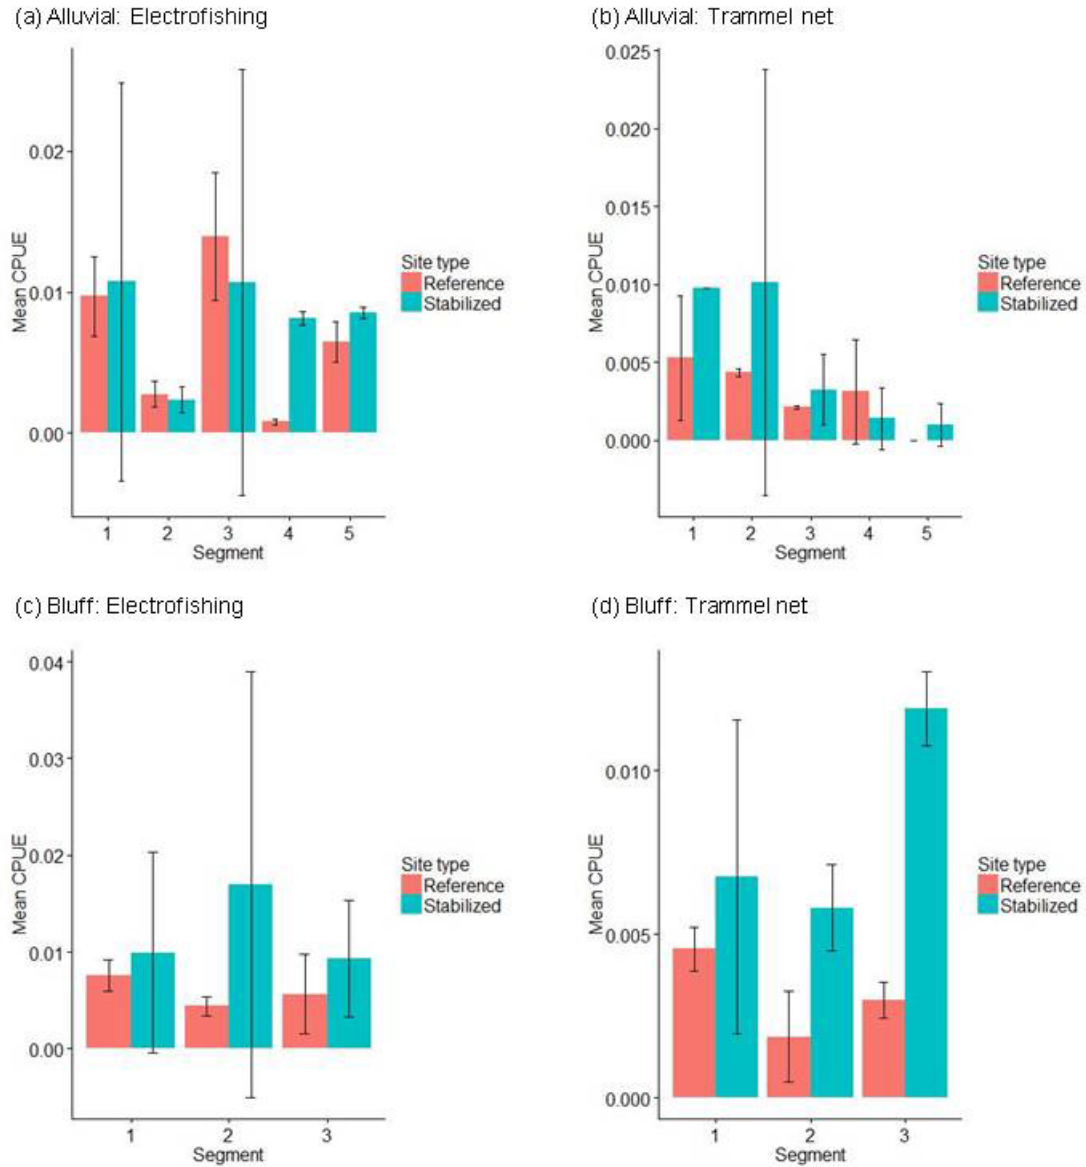 (a) Alluvial: Electrofishing
0.02
0.01
0.00
Mean CPUE
1 2 3 4 5
Segment
Site type
Reference
Stabilized
(b) Alluvial: Trammel net
0.025
0.020
0.015
0.010
0.005
0.000
Mean CPUE
1 2 3 4 5
Segment
Site type
Reference
Stabilized
(c) Bluff: Electrofishing
0.04
0.03
0.02
0.01
0.00
Mean CPUE
1 2 3
Segment
Site type
Reference
Stabilized
(d) Bluff: Trammel net
0.010
0.005
0.000
Mean CPUE
1 2 3
Segment
Site type
Reference
Stabilized